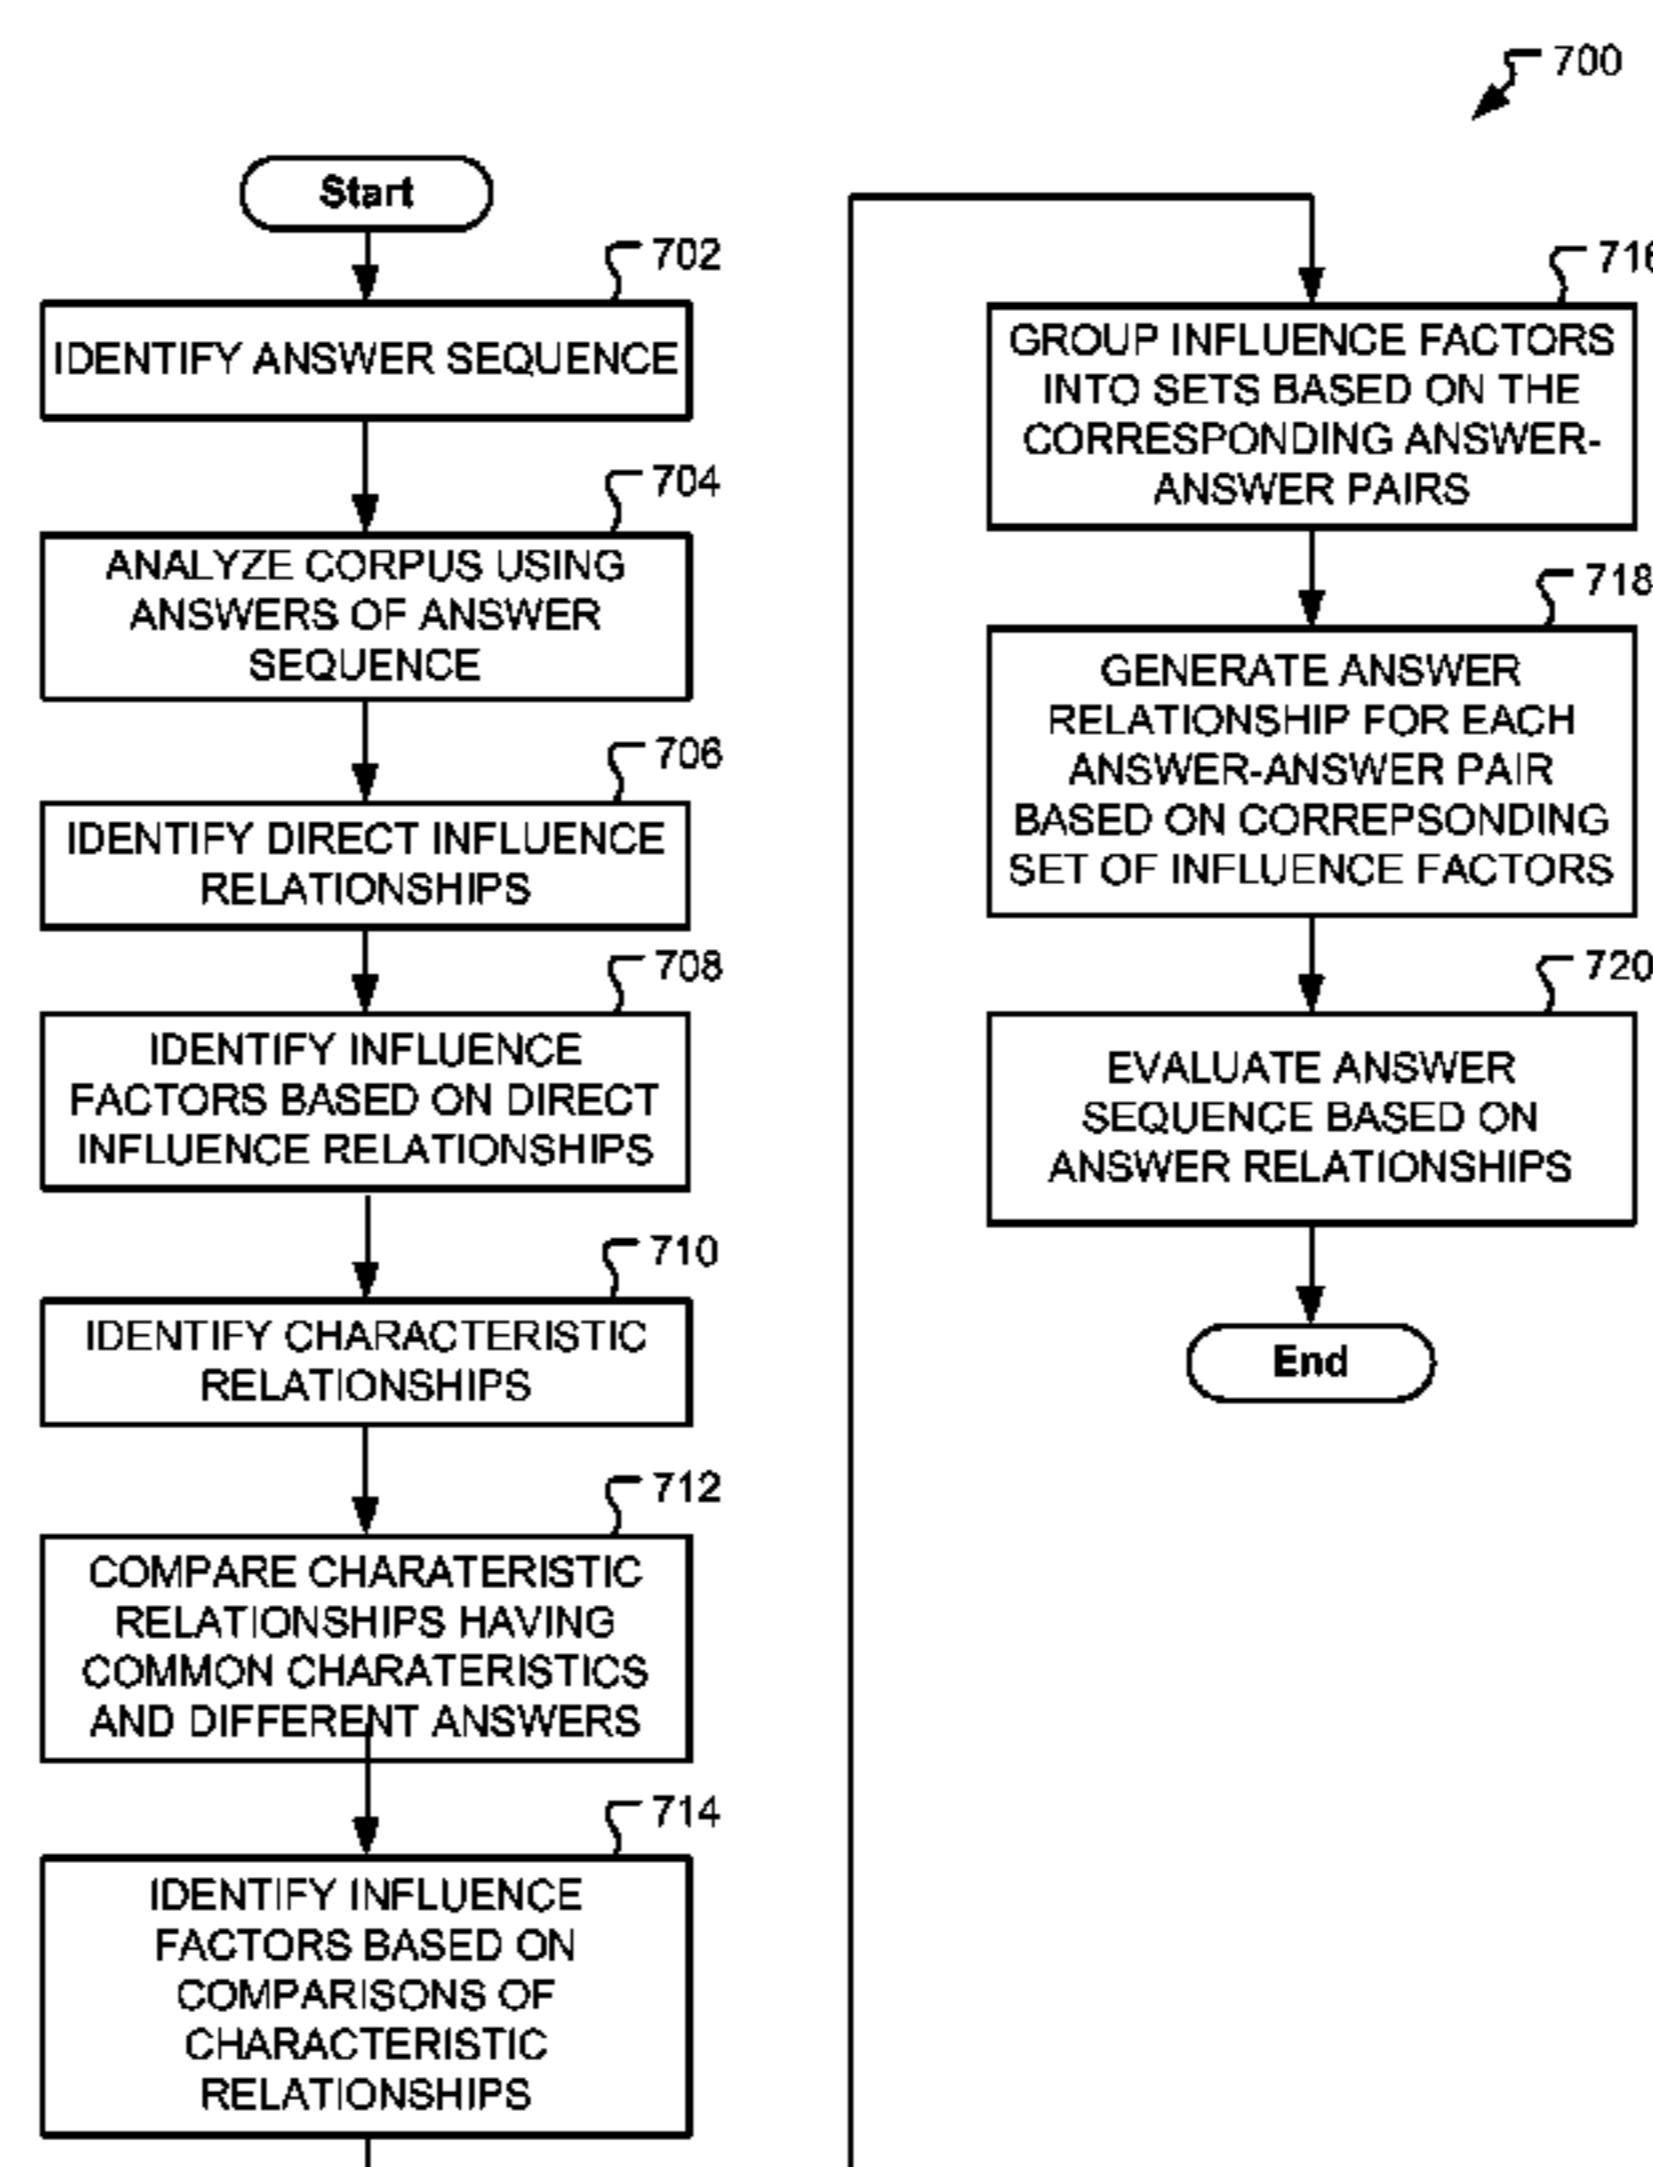 700
Start
702
IDENTIFY ANSWER SEQUENCE
704
ANALYZE CORPUS USING
ANSWERS OF ANSWER
SEQUENCE
706
IDENTIFY DIRECT INFLUENCE
RELATIONSHIPS
708
IDENTIFY INFLUENCE
FACTORS BASED ON DIRECT
INFLUENCE RELATIONSHIPS
710
IDENTIFY CHARACTERISTIC
RELATIONSHIPS
712
COMPARE CHARATERISTIC
RELATIONSHIPS HAVING
COMMON CHARATERISTICS
AND DIFFERENT ANSWERS
714
IDENTIFY INFLUENCE
FACTORS BASED ON
COMPARISONS OF
CHARACTERISTIC
RELATIONSHIPS
716
GROUP INFLUENCE FACTORS
INTO SETS BASED ON THE
CORRESPONDING ANSWER-
ANSWER PAIRS
718
GENERATE ANSWER
RELATIONSHIP FOR EACH
ANSWER-ANSWER PAIR
BASED ON CORREPSONDING
SET OF INFLUENCE FACTORS
720
EVALUATE ANSWER
SEQUENCE BASED ON
ANSWER RELATIONSHIPS
End